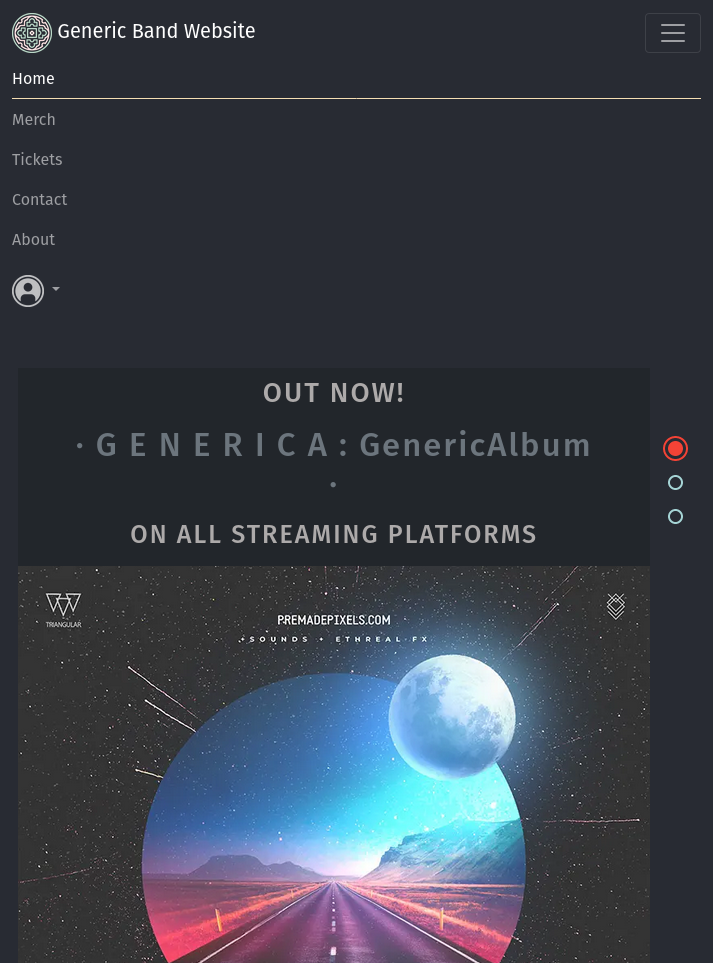 Generic Band Website
Home
Merch
Tickets
Contact
About
OUT NOW!
· G E N E R I C A : GenericAlbum
·
ON ALL STREAMING PLATFORMS
TRIANGULAR
PREMADEPIXELS.COM
+ SOUNDS + ETHREAL FX